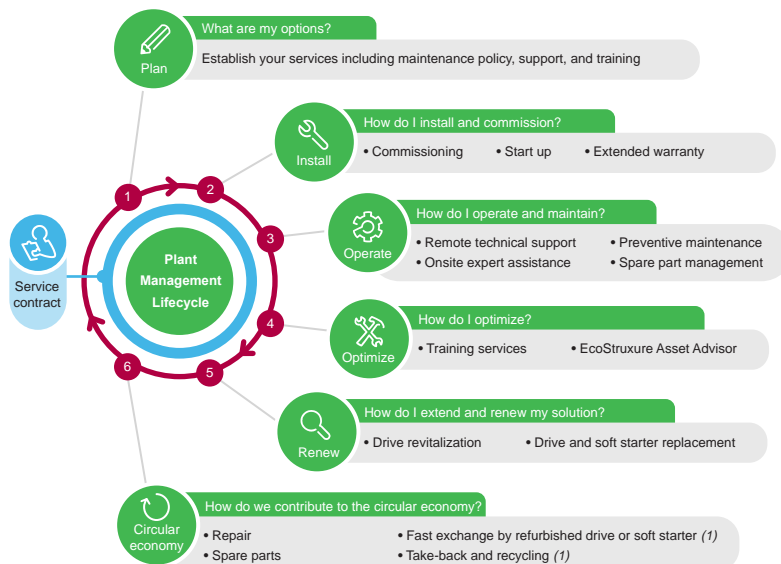 What are my options?
Establish your services including maintenance policy, support, and training
Plan
How do I install and commission?
• Commissioning • Start up • Extended warranty
Install
1
2
3
4
5
6
Plant
Management
Lifecycle
Service
contract
How do I operate and maintain?
• Remote technical support • Preventive maintenance
• Onsite expert assistance • Spare part management
Operate
How do I optimize?
• Training services • EcoStruxure Asset Advisor
Optimize
How do I extend and renew my solution?
• Drive revitalization • Drive and soft starter replacement
Renew
How do we contribute to the circular economy?
• Repair • Fast exchange by refurbished drive or soft starter (1)
• Spare parts • Take-back and recycling (1)
Circular
economy